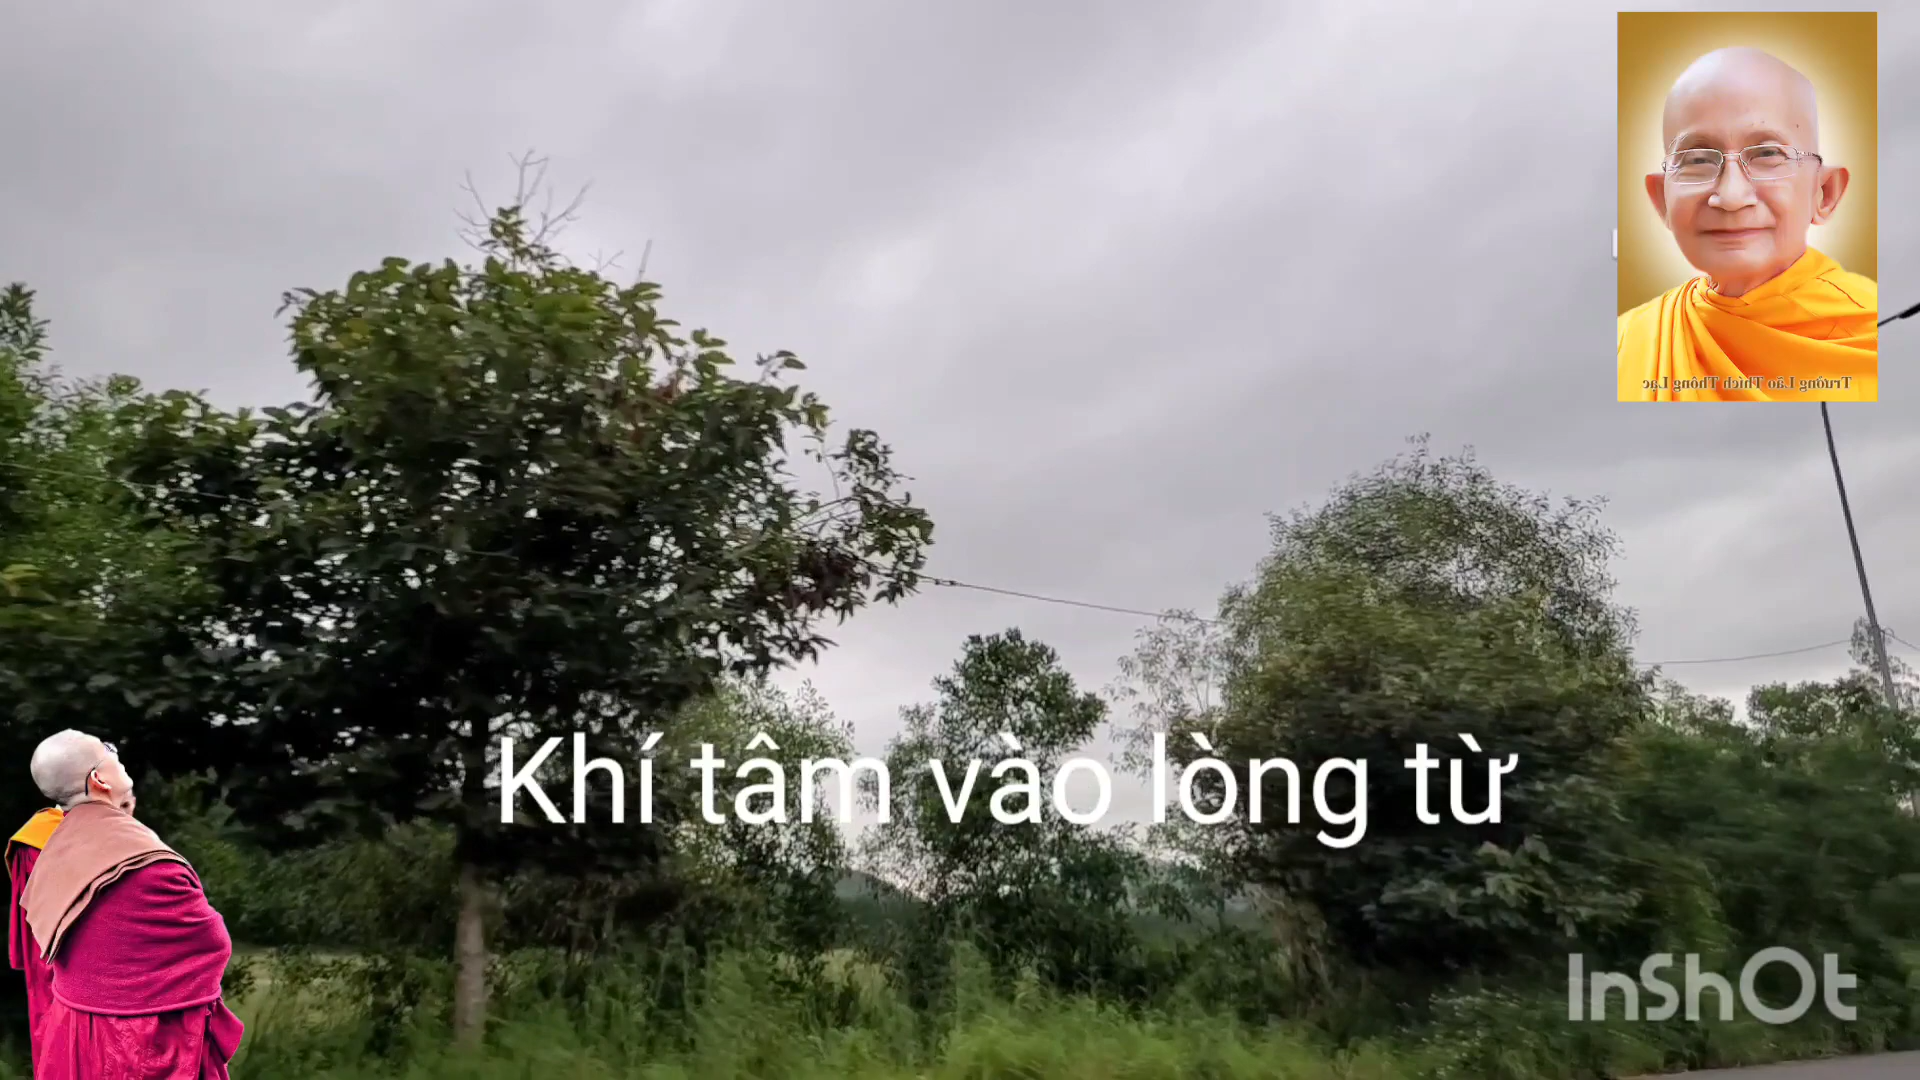 Trưởng Lão Thích Thông Lạc
Khí tâm vào lòng từ
InShOt